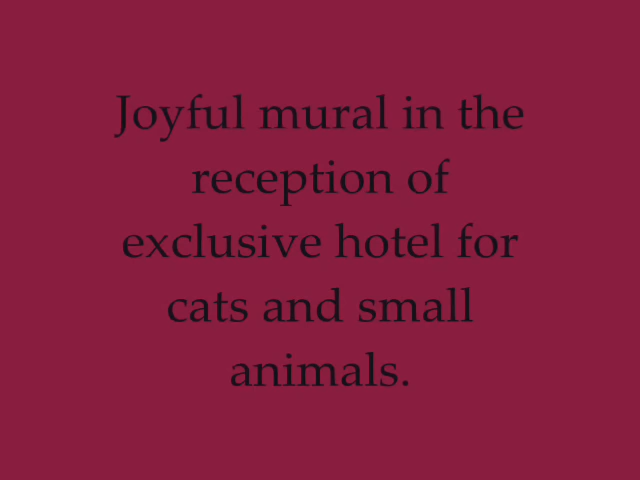 Joyful mural in the
reception of
exclusive hotel for
cats and small
animals.